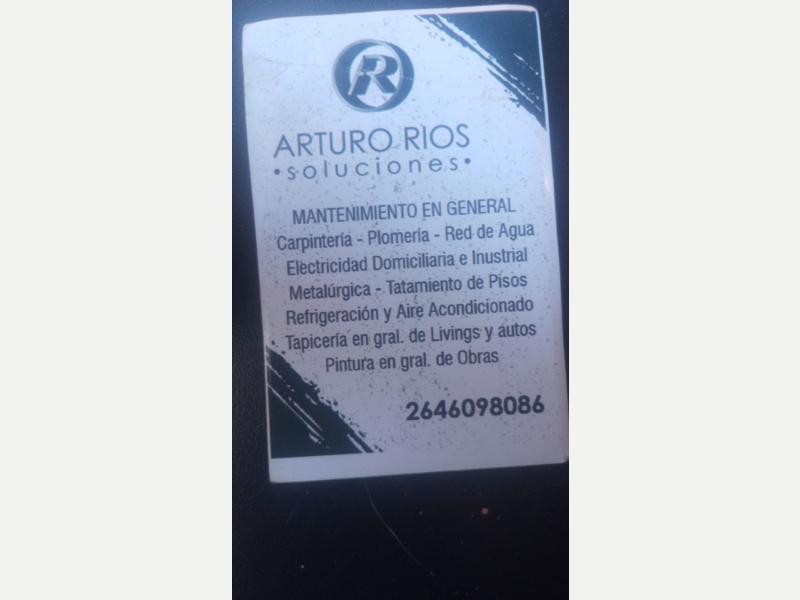 R
ARTURO RIOS
•soluciones•
MANTENIMIENTO EN GENERAL
Carpintería - Plomería - Red de Agua
Electricidad Domiciliaria e Inustrial
Metalúrgica - Tatamiento de Pisos
Refrigeración y Aire Acondicionado
Tapicería en gral. de Livings y autos
Pintura en gral. de Obras
2646098086